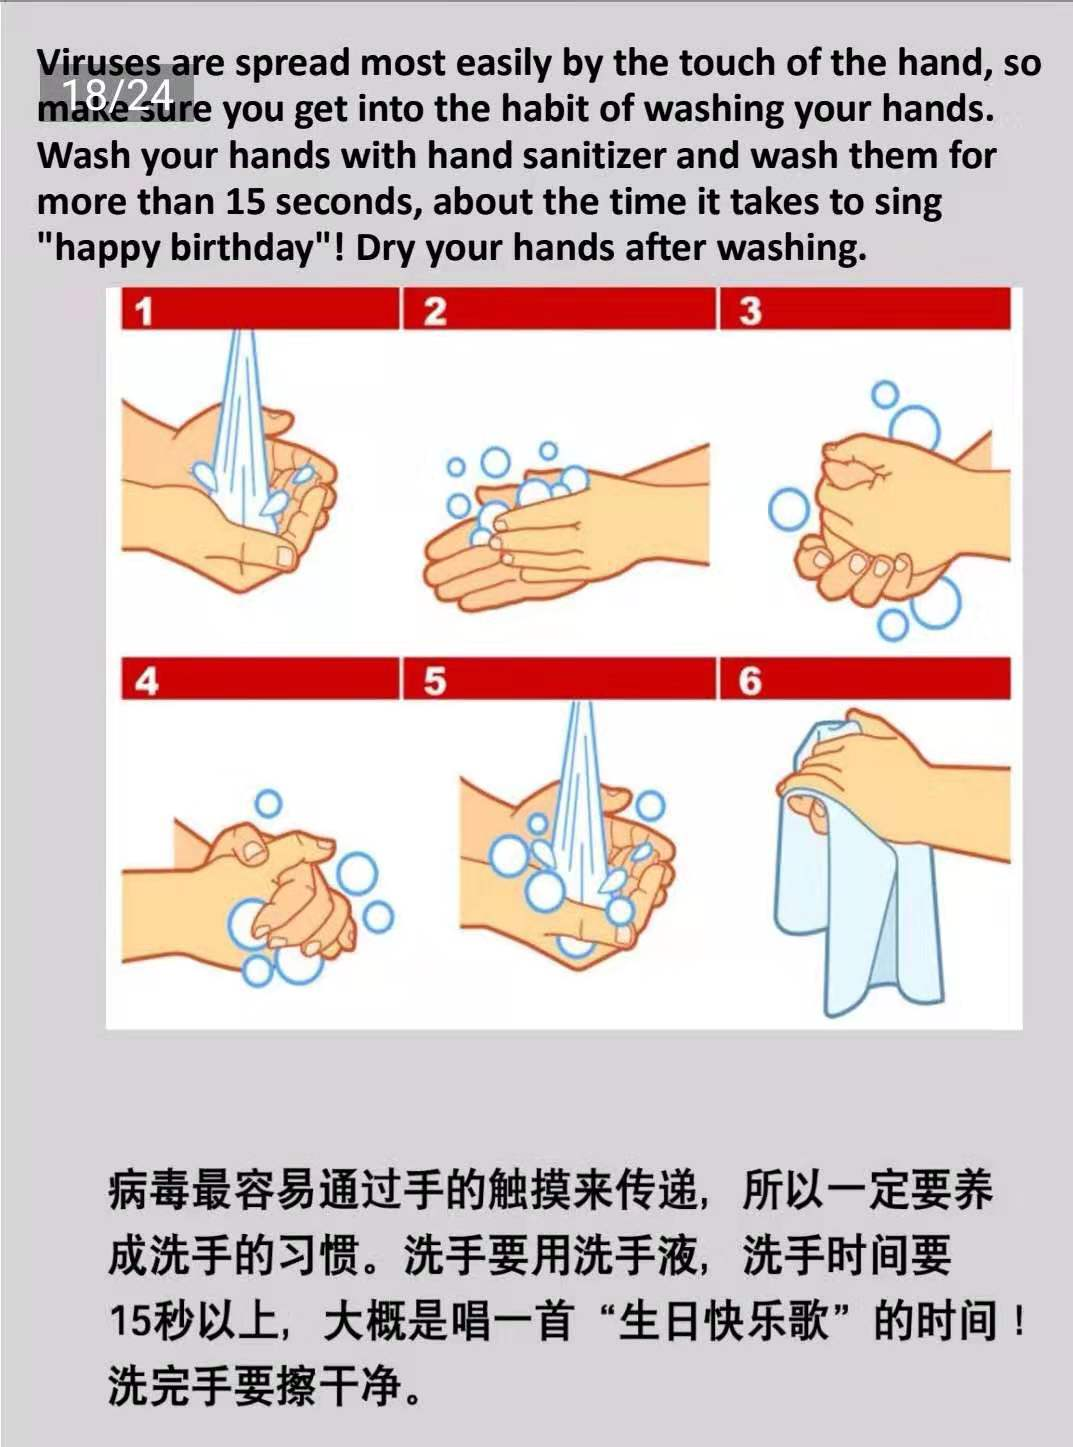 Viruses are spread most easily by the touch of the hand, so
18/24
make sure you get into the habit of washing your hands.
Wash your hands with hand sanitizer and wash them for
more than 15 seconds, about the time it takes to sing
"happy birthday"! Dry your hands after washing.
1 2 3
4 5 6
病毒最容易通过手的触摸来传递，所以一定要养
成洗手的习惯。洗手要用洗手液，洗手时间要
15秒以上，大概是唱一首“生日快乐歌”的时间！
洗完手要擦干净。